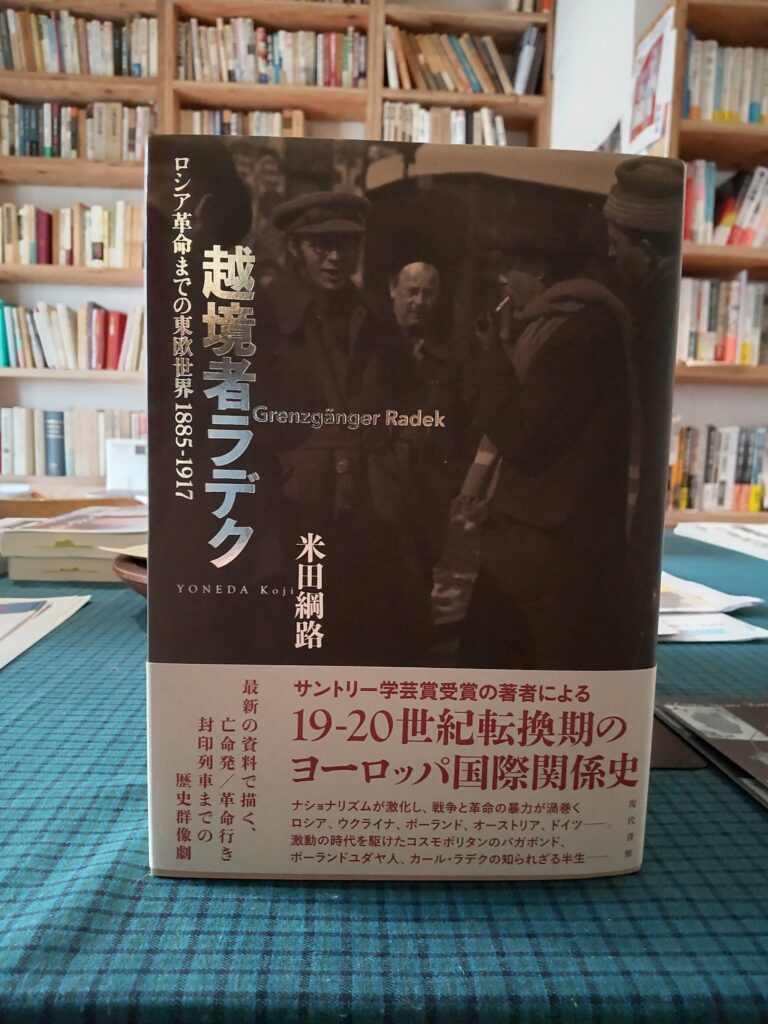 ロシア革命までの東欧世界 1885-1917
越境者ラデク
Grenzgänger Radek
米田綱路
YONEDA Koji
サントリー学芸賞受賞の著者による
19-20世紀転換期の
ヨーロッパ国際関係史
ナショナリズムが激化し、戦争と革命の暴力が渦巻く
ロシア、ウクライナ、ポーランド、オーストリア、ドイツ――。
激動の時代を駆けたコスモポリタンのバガボンド、
ポーランドユダヤ人、カール・ラデクの知られざる半生――
最新の資料で描く、
亡命発／革命行き
封印列車までの
歴史群像劇
現代書館